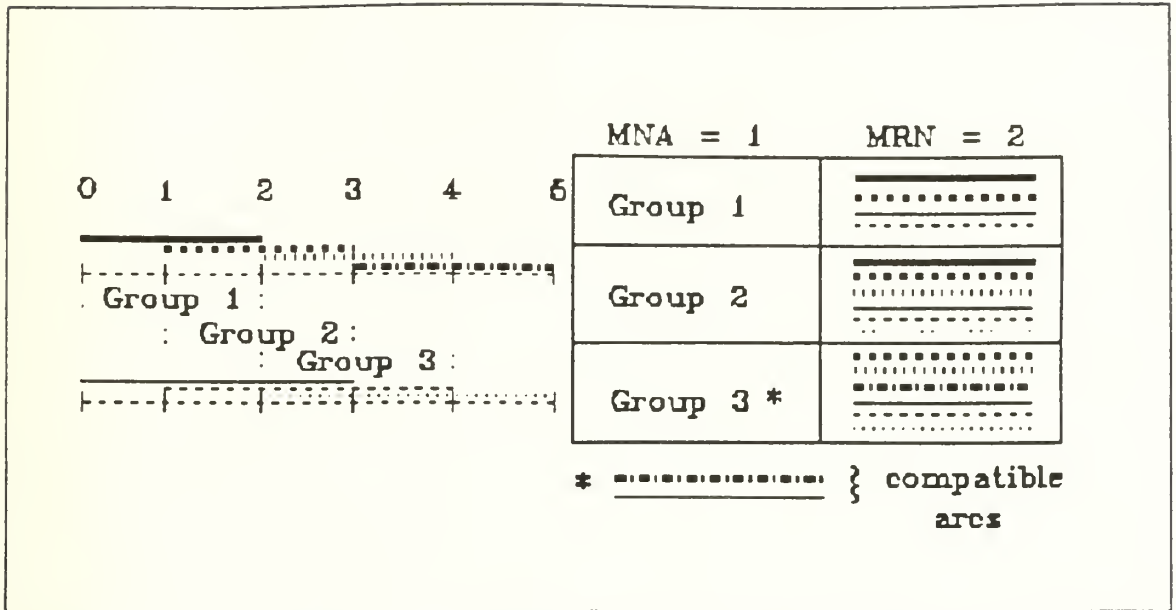 MNA = 1 MRN = 2
0 1 2 3 4 5
Group 1
Group 2
Group 3
Group 1
Group 2
Group 3 *
* } compatible
arcs